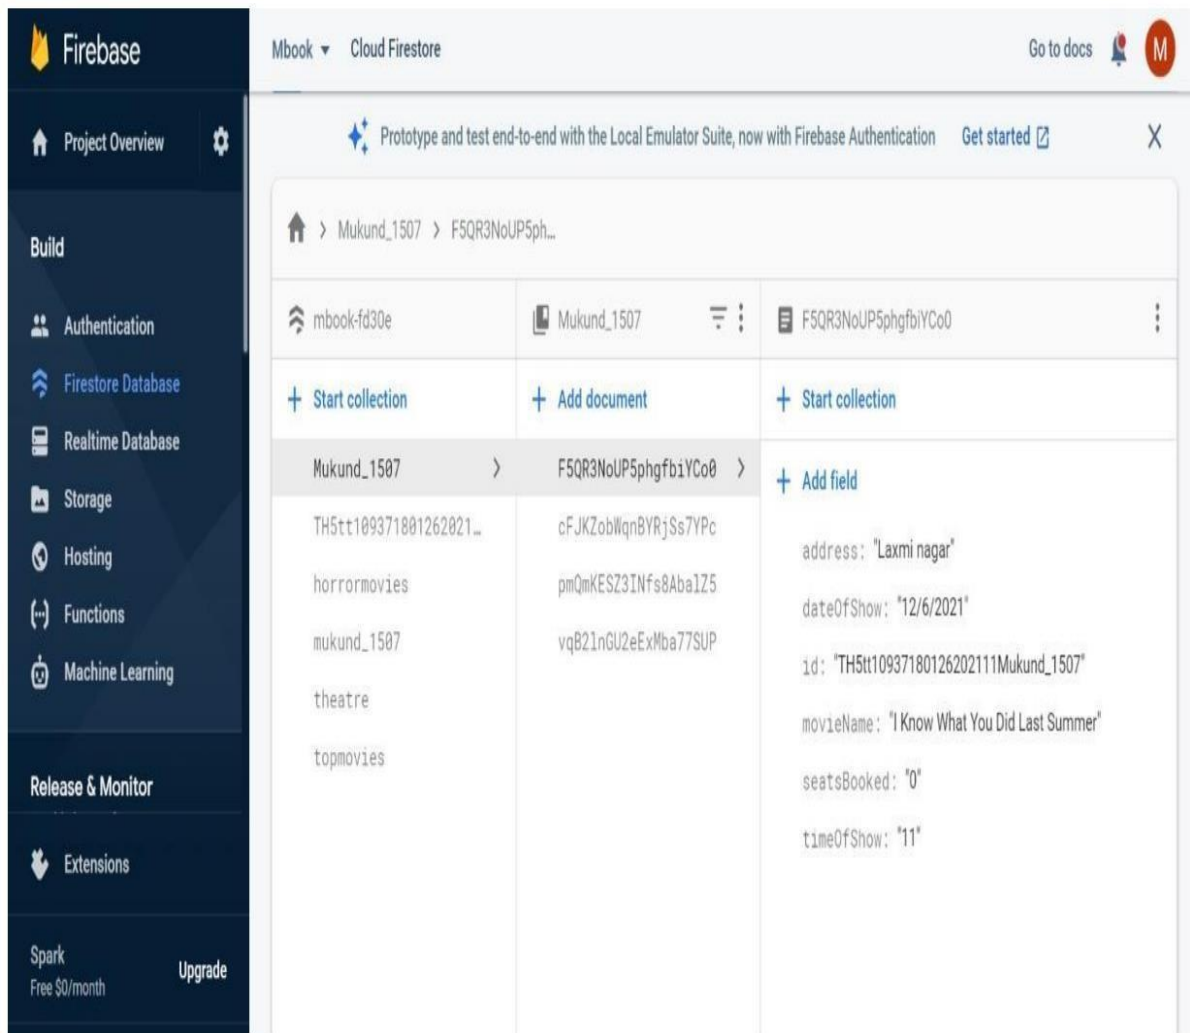 Firebase
Mbook Cloud Firestore Go to docs M
Project Overview
Prototype and test end-to-end with the Local Emulator Suite, now with Firebase Authentication Get started
Mukund_1507 > F5QR3NoUP5ph...
Build
Authentication
Firestore Database
Realtime Database
Storage
Hosting
Functions
Machine Learning
Release & Monitor
Extensions
Spark
Free $0/month
Upgrade
mbook-fd30e
+ Start collection
Mukund_1507
TH5tt109371801262021…
horrormovies
mukund_1507
theatre
topmovies
Mukund_1507
+ Add document
F5QR3NoUP5phgfbiYCo0
cFJKZobWqnBYRjSs7YPc
pmQmKESZ3INfs8AbalZ5
vqB2lnGU2eExMba77SUP
F5QR3NoUP5phgfbiYCo0
+ Start collection
+ Add field
address: "Laxmi nagar"
dateOfShow: "12/6/2021"
id: "TH5tt10937180126202111Mukund_1507"
movieName: "I Know What You Did Last Summer"
seatsBooked: "0"
timeOfShow: "11"